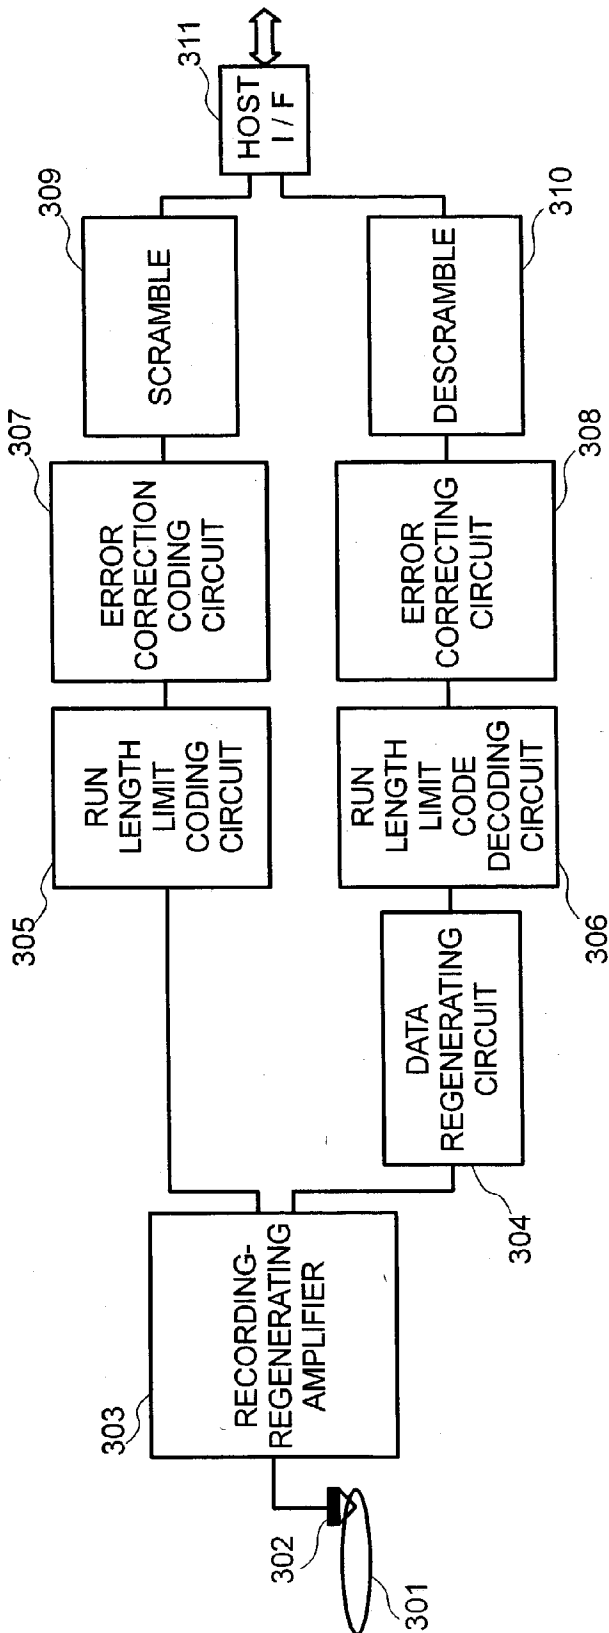 303
RECORDING-
REGENERATING
AMPLIFIER
302
301
305
RUN
LENGTH
LIMIT
CODING
CIRCUIT
307
ERROR
CORRECTION
CODING
CIRCUIT
309
SCRAMBLE
311
HOST
I / F
DATA
REGENERATING
CIRCUIT
304
RUN
LENGTH
LIMIT
CODE
DECODING
CIRCUIT
306
ERROR
CORRECTING
CIRCUIT
308
DESCRAMBLE
310